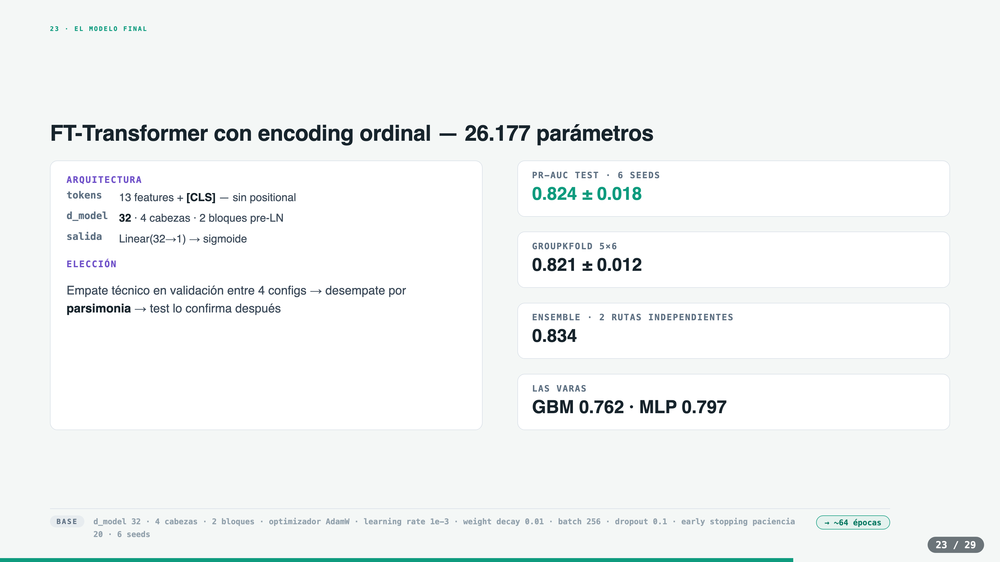 23 · EL MODELO FINAL
FT-Transformer con encoding ordinal — 26.177 parámetros
ARQUITECTURA
tokens 13 features + [CLS] — sin positional
d_model 32 · 4 cabezas · 2 bloques pre-LN
salida Linear(32→1) → sigmoide
ELECCIÓN
Empate técnico en validación entre 4 configs → desempate por
parsimonia → test lo confirma después
PR–AUC TEST · 6 SEEDS
0.824 ± 0.018
GROUPKFOLD 5×6
0.821 ± 0.012
ENSEMBLE · 2 RUTAS INDEPENDIENTES
0.834
LAS VARAS
GBM 0.762 · MLP 0.797
BASE d_model 32 · 4 cabezas · 2 bloques · optimizador AdamW · learning rate 1e–3 · weight decay 0.01 · batch 256 · dropout 0.1 · early stopping paciencia
20 · 6 seeds
→ ~64 épocas
23 / 29